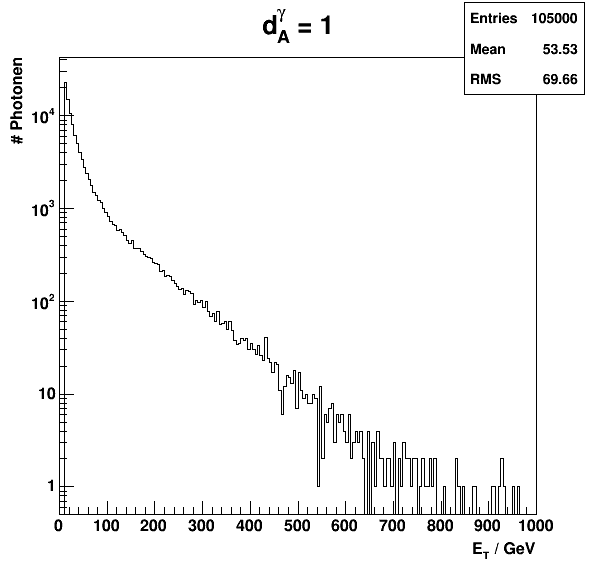 d_A^γ = 1
Entries 105000
Mean 53.53
RMS 69.66
# Photonen
10^4
10^3
10^2
10
1
0 100 200 300 400 500 600 700 800 900 1000
E_T / GeV